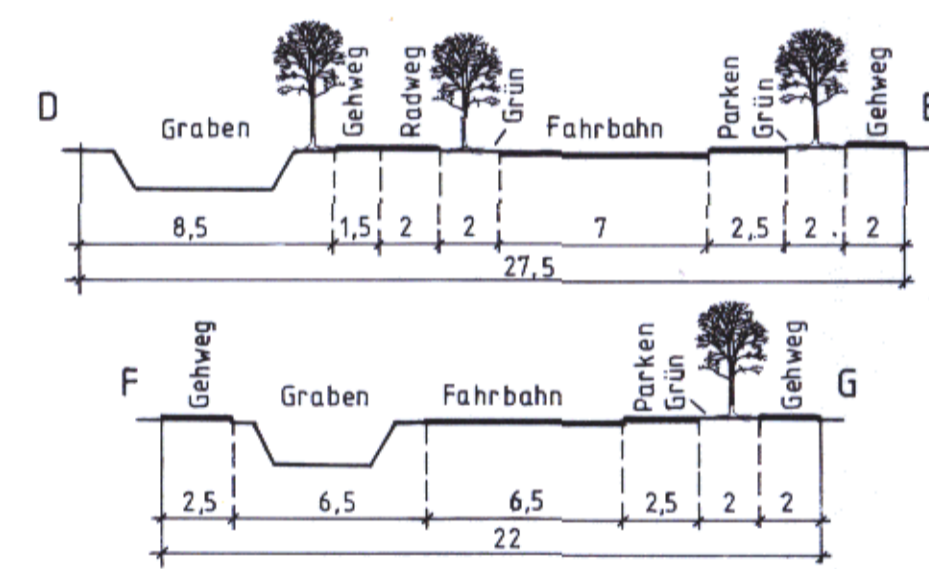 D
Graben
Gehweg
Radweg
Grün
Fahrbahn
Parken
Grün
Gehweg
8,5
1,5
2
2
7
2,5
2
2
27,5
F
Gehweg
Graben
Fahrbahn
Parken
Grün
Gehweg
G
2,5
6,5
6,5
2,5
2
2
22